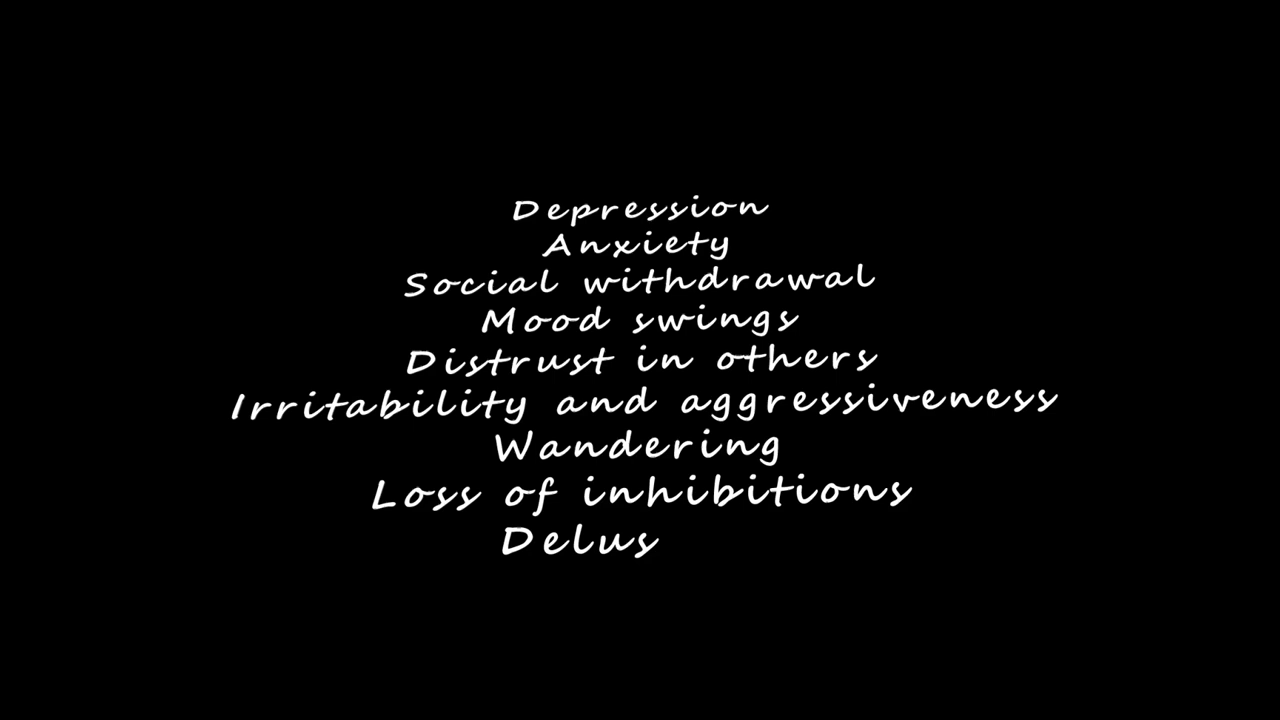 Depression
Anxiety
Social withdrawal
Mood swings
Distrust in others
Irritability and aggressiveness
Wandering
Loss of inhibitions
Delus